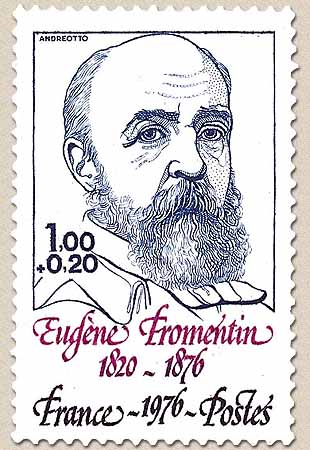 ANDREOTTO
1,00
+0,20
Eugène Fromentin
1820 ~ 1876
France ~ 1976 ~ Postes